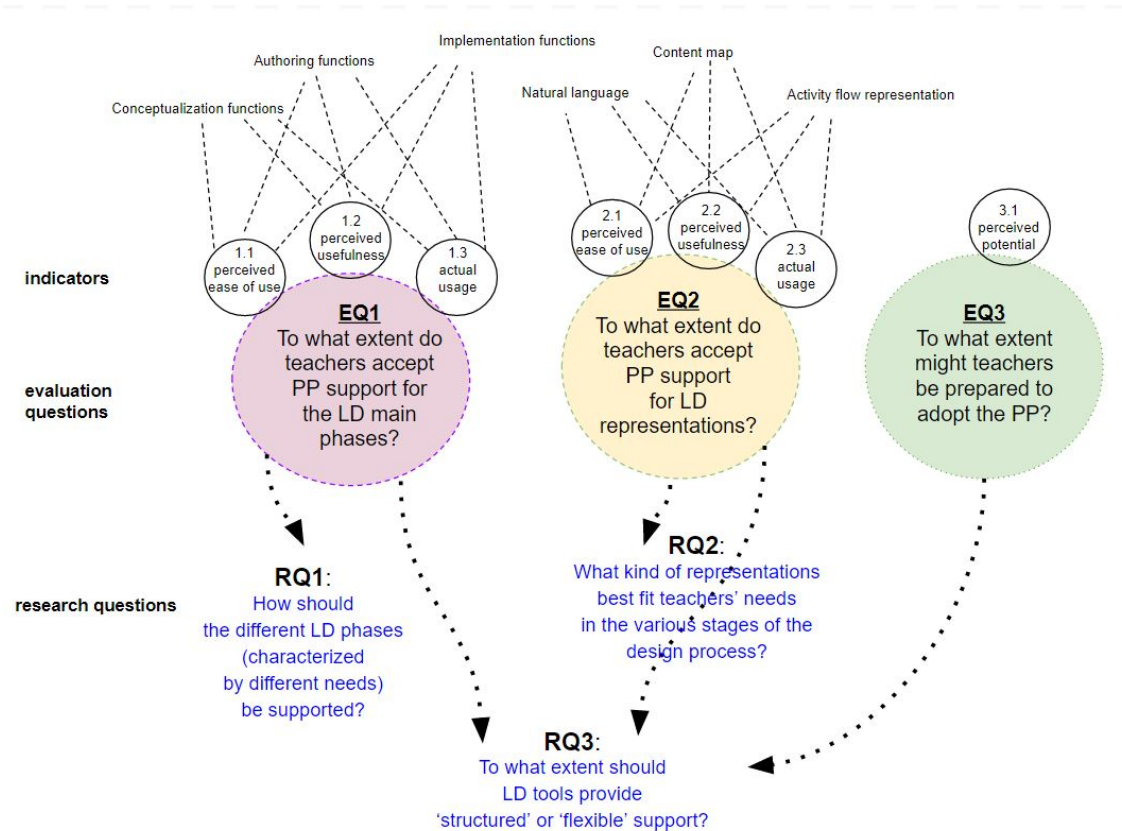 Implementation functions
Authoring functions
Conceptualization functions
Content map
Natural language
Activity flow representation
indicators
1.1
perceived
ease of use
1.2
perceived
usefulness
1.3
actual
usage
2.1
perceived
ease of use
2.2
perceived
usefulness
2.3
actual
usage
3.1
perceived
potential
evaluation
questions
EQ1
To what extent do
teachers accept
PP support for
the LD main
phases?
EQ2
To what extent do
teachers accept
PP support
for LD
representations?
EQ3
To what extent
might teachers
be prepared to
adopt the PP?
research questions
RQ1:
How should
the different LD phases
(characterized
by different needs)
be supported?
RQ2:
What kind of representations
best fit teachers’ needs
in the various stages of the
design process?
RQ3:
To what extent should
LD tools provide
‘structured’ or ‘flexible’ support?